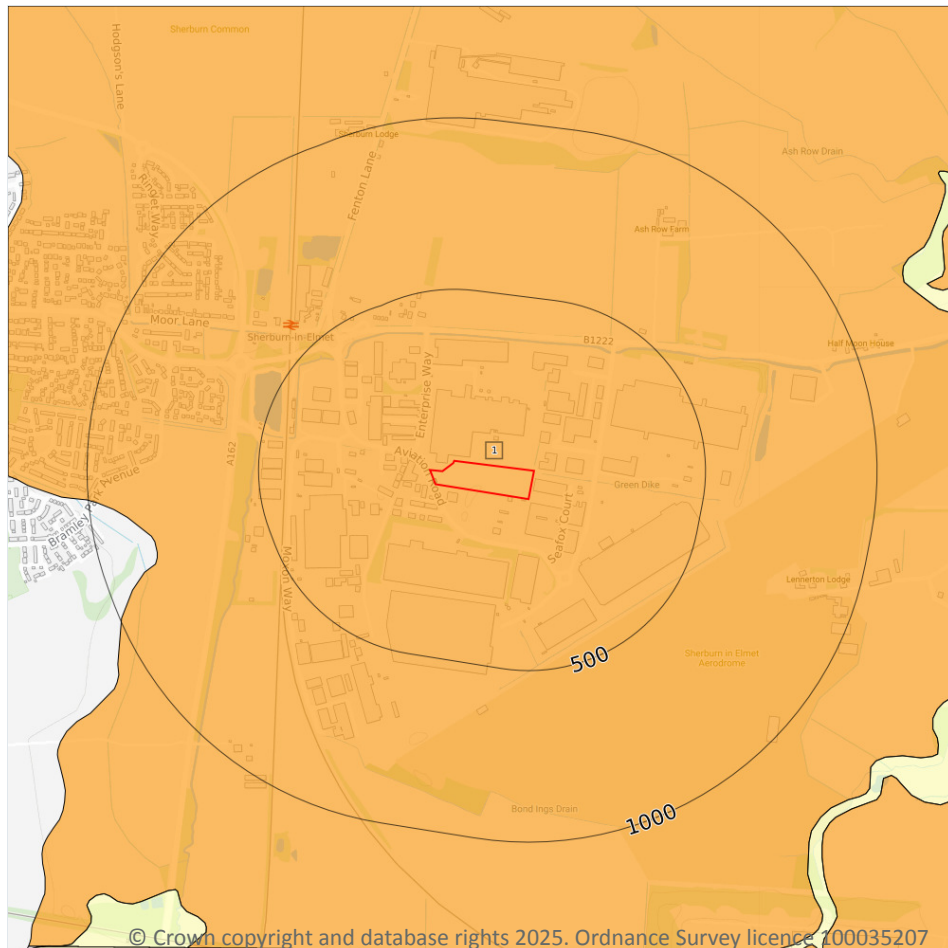 Sherburn Common
Hodgson's Lane
Sherburn Lodge
Fenton Lane
Ash Row Drain
Ringlet Way
Ash Row Farm
Moor Lane
Sherburn-in-Elmet
B1222
Half Moon House
Enterprise Way
A162
1
Aviation Road
Green Dike
Bramley Park Avenue
Seafox Court
Moson Way
Lennerton Lodge
500
Sherburn in Elmet
Aerodrome
Bond Ings Drain
1000
© Crown copyright and database rights 2025. Ordnance Survey licence 100035207